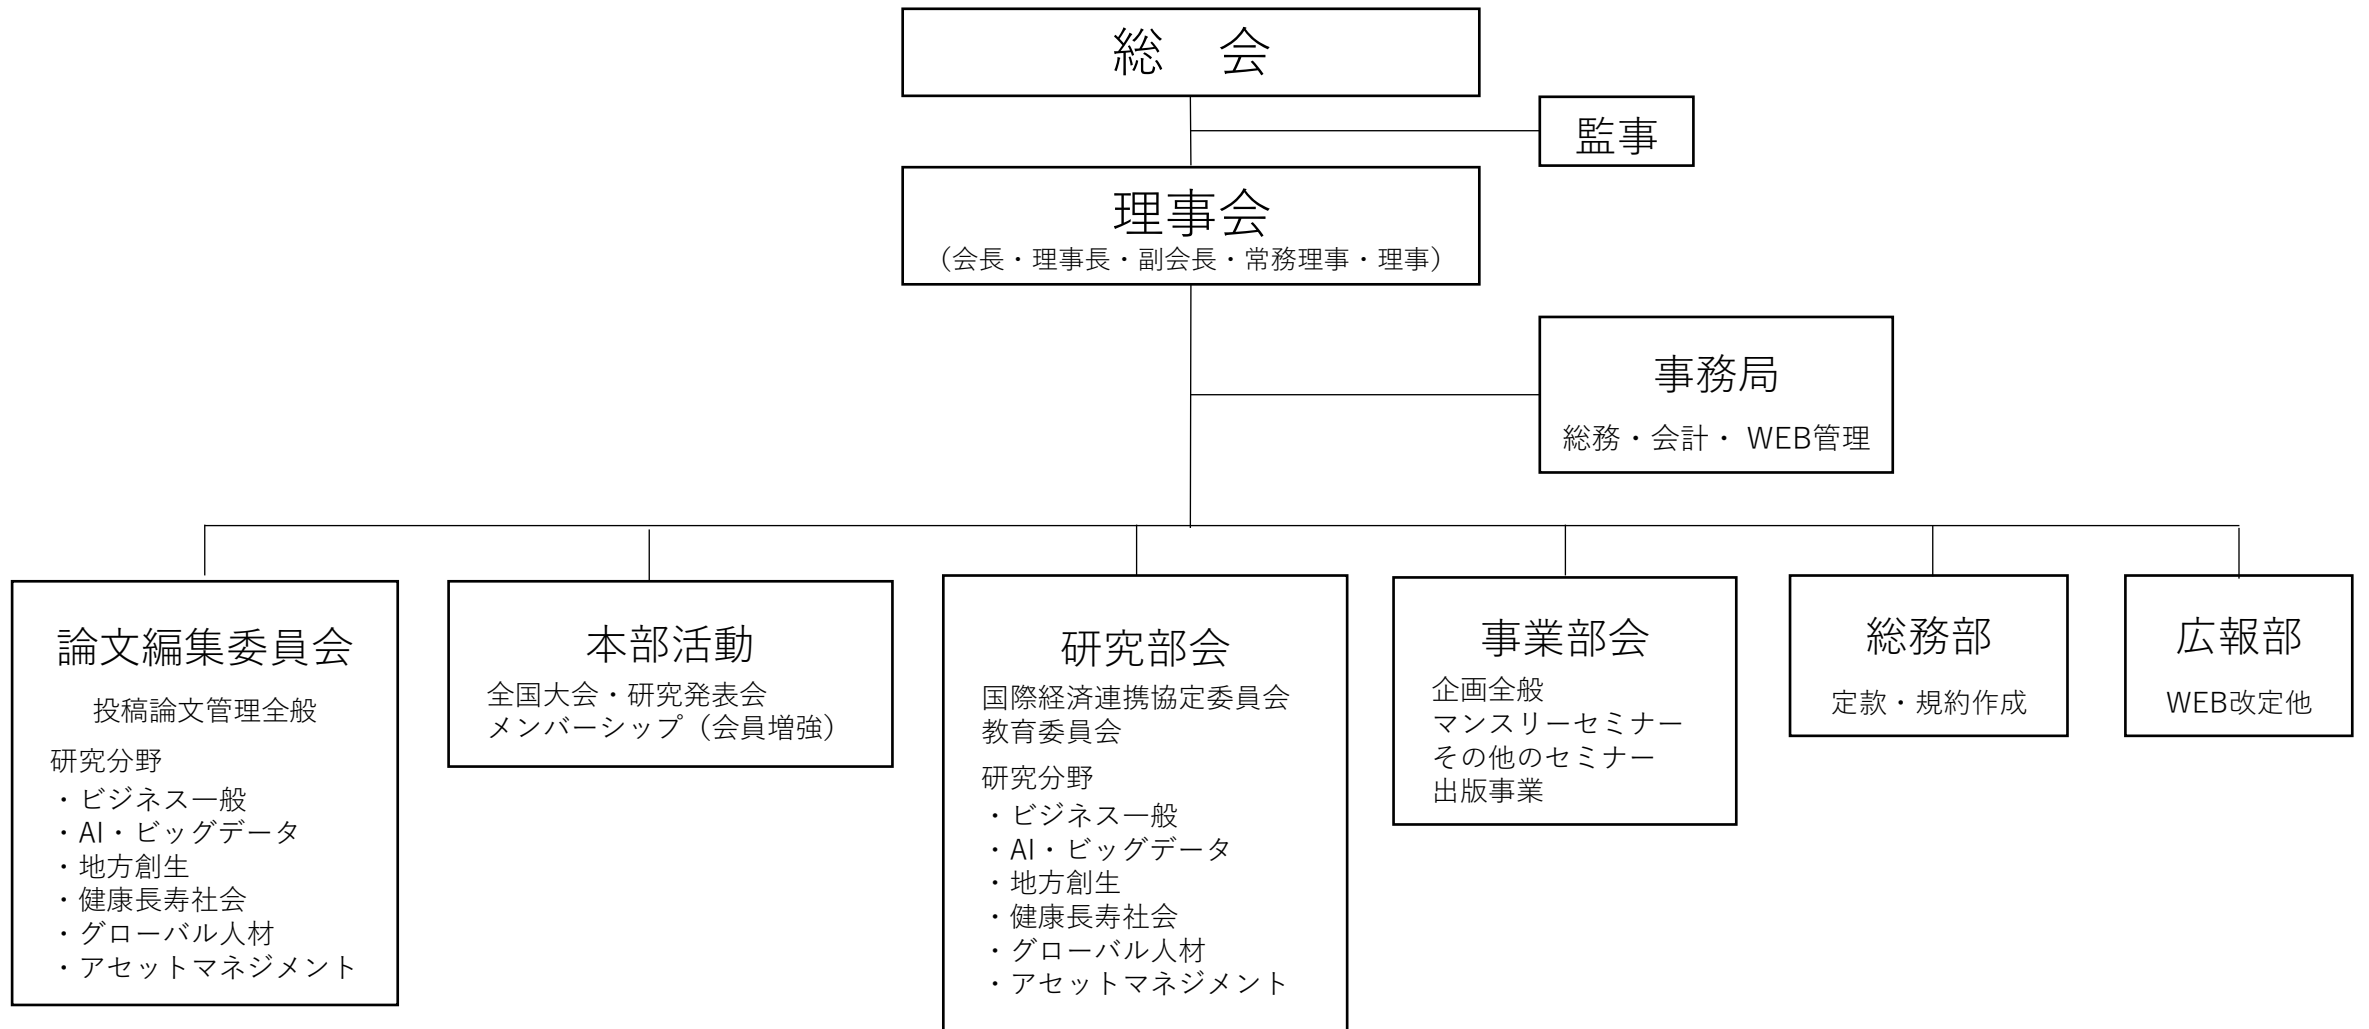 総　会
監事
理事会
（会長・理事長・副会長・常務理事・理事）
事務局
総務・会計・ WEB管理
論文編集委員会
投稿論文管理全般
研究分野
・ビジネス一般
・AI・ビッグデータ
・地方創生
・健康長寿社会
・グローバル人材
・アセットマネジメント
本部活動
全国大会・研究発表会
メンバーシップ（会員増強）
研究部会
国際経済連携協定委員会
教育委員会
研究分野
・ビジネス一般
・AI・ビッグデータ
・地方創生
・健康長寿社会
・グローバル人材
・アセットマネジメント
事業部会
企画全般
マンスリーセミナー
その他のセミナー
出版事業
総務部
定款・規約作成
広報部
WEB改定他